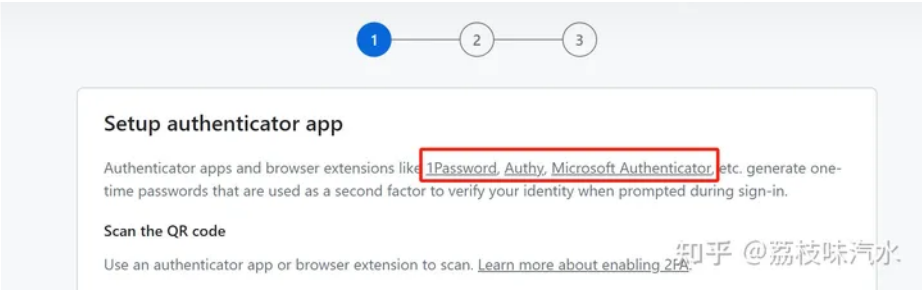 1 2 3
Setup authenticator app
Authenticator apps and browser extensions like 1Password, Authy, Microsoft Authenticator, etc. generate one-
time passwords that are used as a second factor to verify your identity when prompted during sign-in.
Scan the QR code
Use an authenticator app or browser extension to scan. Learn more about enabling 2FA.
知乎 @荔枝味汽水